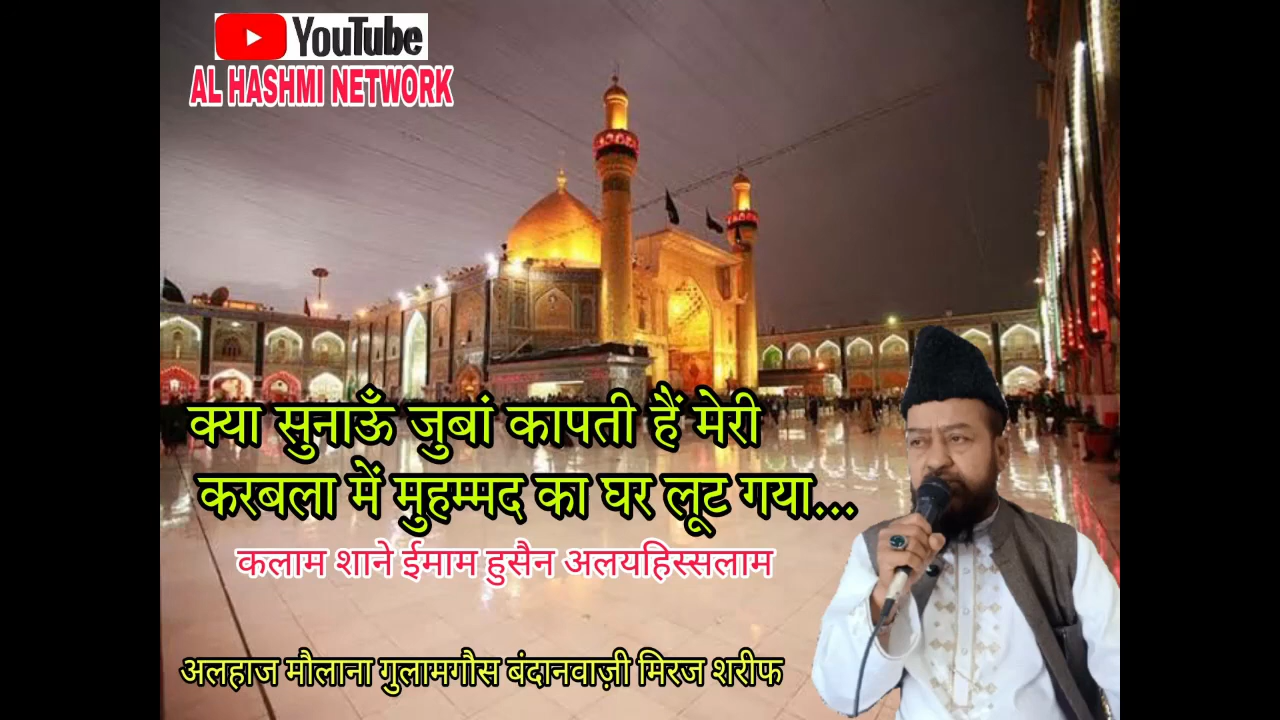 YouTube
AL HASHMI NETWORK
क्या सुनाऊँ जुबां कापती हैं मेरी
करबला में मुहम्मद का घर लूट गया...
कलाम शाने ईमाम हुसैन अलयहिस्सलाम
अलहाज मौलाना गुलामगौस बंदानवाज़ी मिरज शरीफ